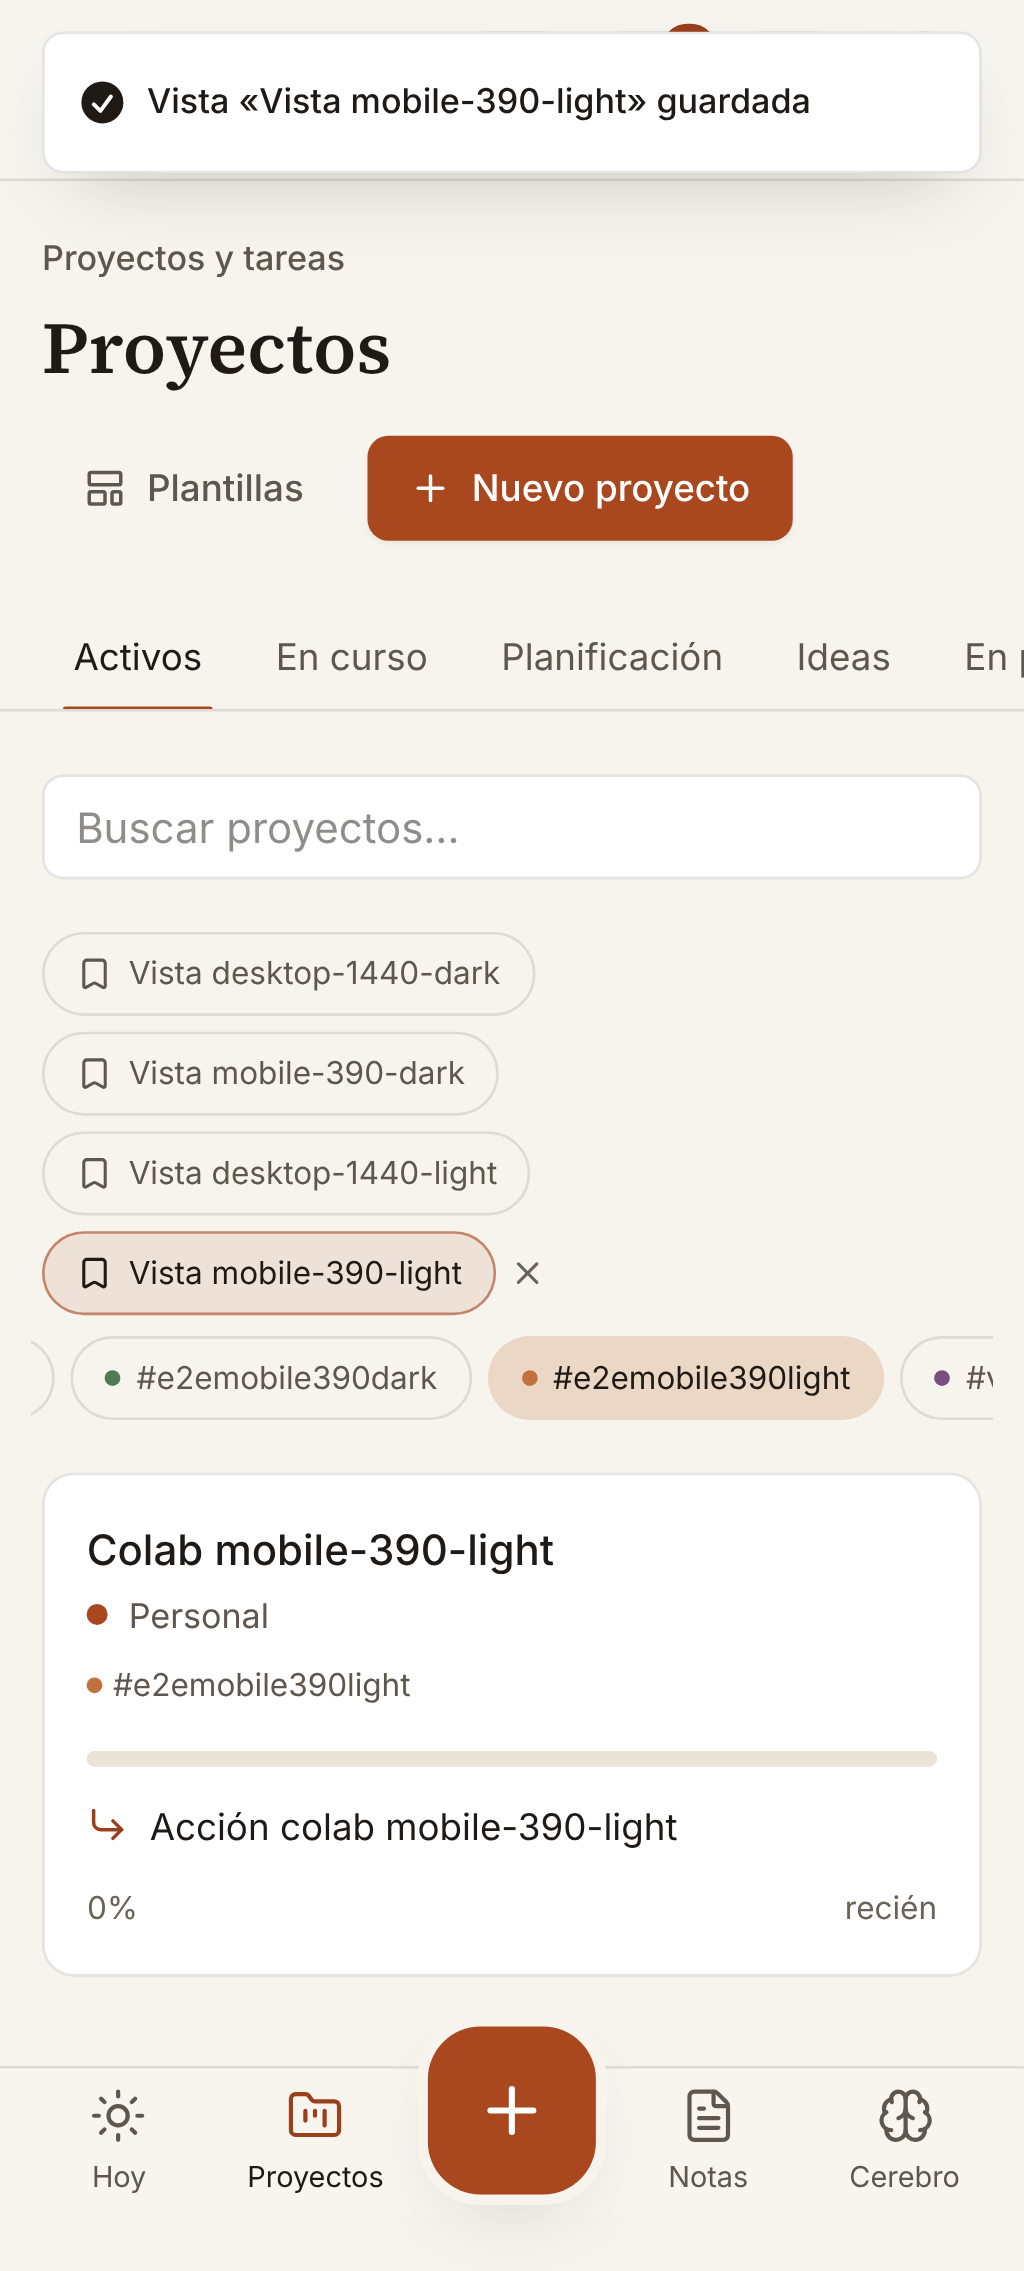 Vista «Vista mobile-390-light» guardada
Proyectos y tareas
Proyectos
Plantillas
Nuevo proyecto
Activos En curso Planificación Ideas En
Buscar proyectos...
Vista desktop-1440-dark
Vista mobile-390-dark
Vista desktop-1440-light
Vista mobile-390-light
#e2emobile390dark #e2emobile390light
Colab mobile-390-light
Personal
#e2emobile390light
Acción colab mobile-390-light
0% recién
Hoy Proyectos Notas Cerebro